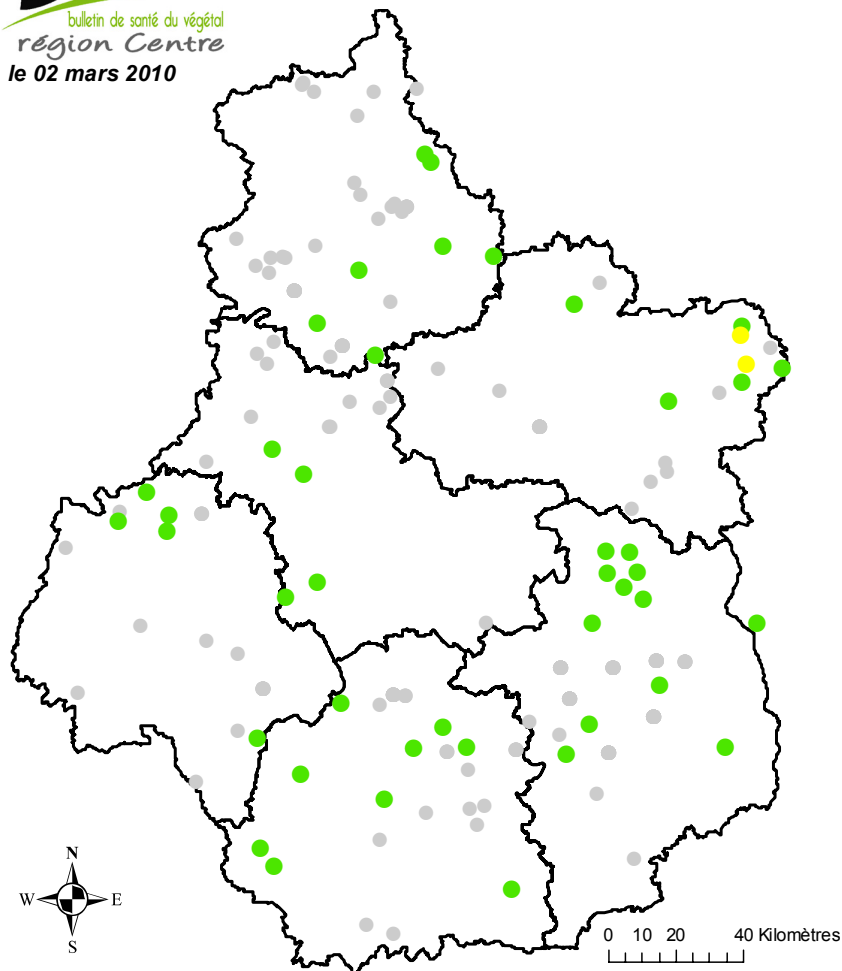 bulletin de santé du végétal
région Centre
le 02 mars 2010
N
W E
S
0 10 20 40 Kilomètres